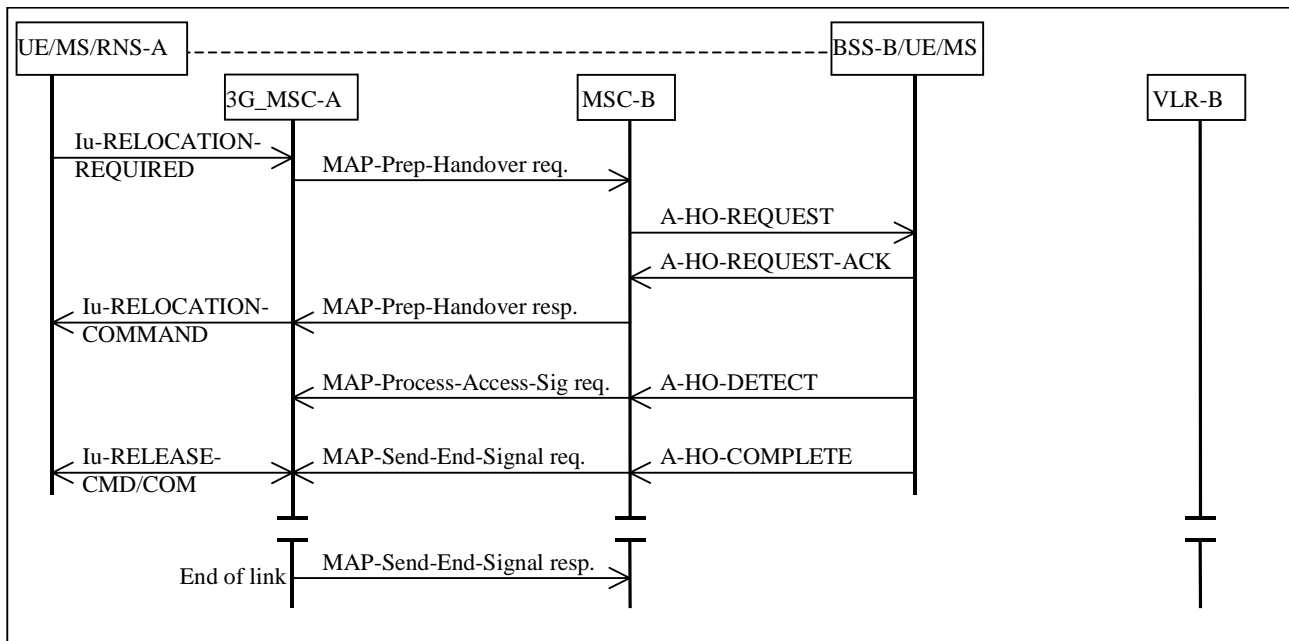 UE/MS/RNS-A
BSS-B/UE/MS
3G_MSC-A
MSC-B
VLR-B
Iu-RELOCATION-
REQUIRED
MAP-Prep-Handover req.
A-HO-REQUEST
A-HO-REQUEST-ACK
Iu-RELOCATION-
COMMAND
MAP-Prep-Handover resp.
MAP-Process-Access-Sig req.
A-HO-DETECT
Iu-RELEASE-
CMD/COM
MAP-Send-End-Signal req.
A-HO-COMPLETE
End of link
MAP-Send-End-Signal resp.